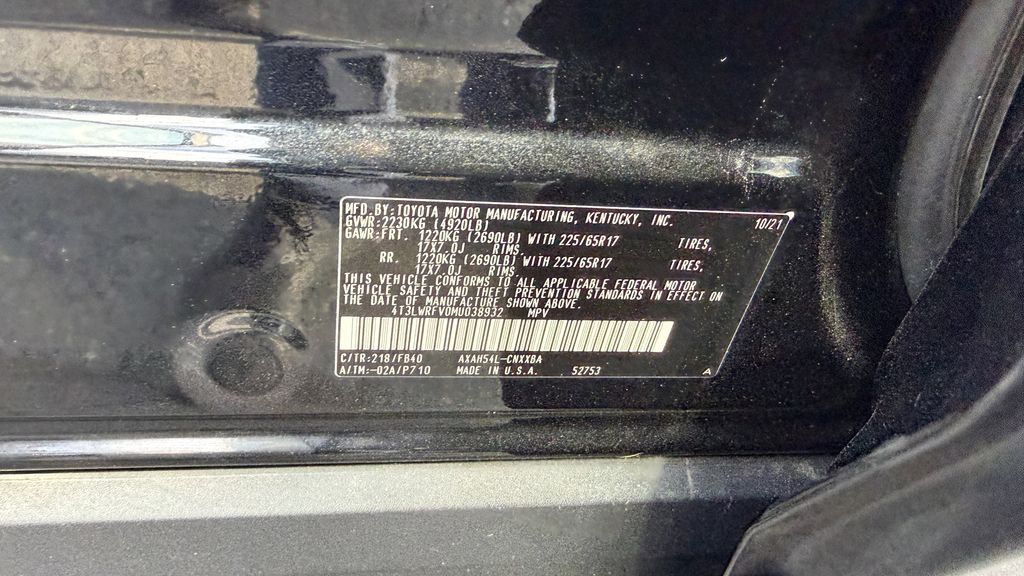 MFD.BY:TOYOTA MOTOR MANUFACTURING, KENTUCKY, INC. 10/21
GVWR:2230KG (4920LB)
GAWR:FRT. 1220KG (2690LB) WITH 225/65R17 TIRES,
17X7.0J RIMS,
RR. 1220KG (2690LB) WITH 225/65R17 TIRES,
17X7.0J RIMS.
THIS VEHICLE CONFORMS TO ALL APPLICABLE FEDERAL MOTOR
VEHICLE SAFETY AND THEFT PREVENTION STANDARDS IN EFFECT ON
THE DATE OF MANUFACTURE SHOWN ABOVE.
4T3LWRFV0MU038932 MPV
C/TR:218/FB40 AXAH54L-CNXXBA
A/TM:-02A/P710 MADE IN U.S.A. 52753 A